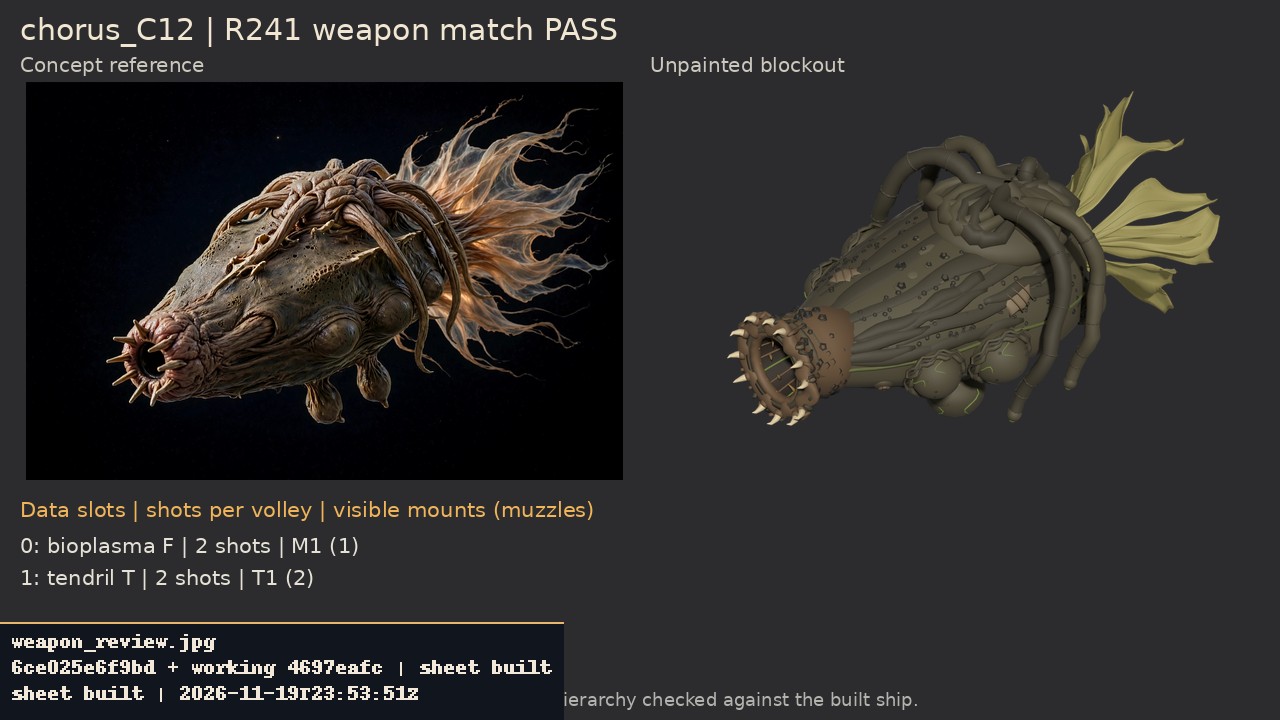 chorus_C12 | R241 weapon match PASS
Concept reference
Unpainted blockout
Data slots | shots per volley | visible mounts (muzzles)
0: bioplasma F | 2 shots | M1 (1)
1: tendril T | 2 shots | T1 (2)
weapon_review.jpg
6ce025e6f9bd + working 4697eafc | sheet built
sheet built | 2026-11-19T23:53:51Z
checked against the built ship.